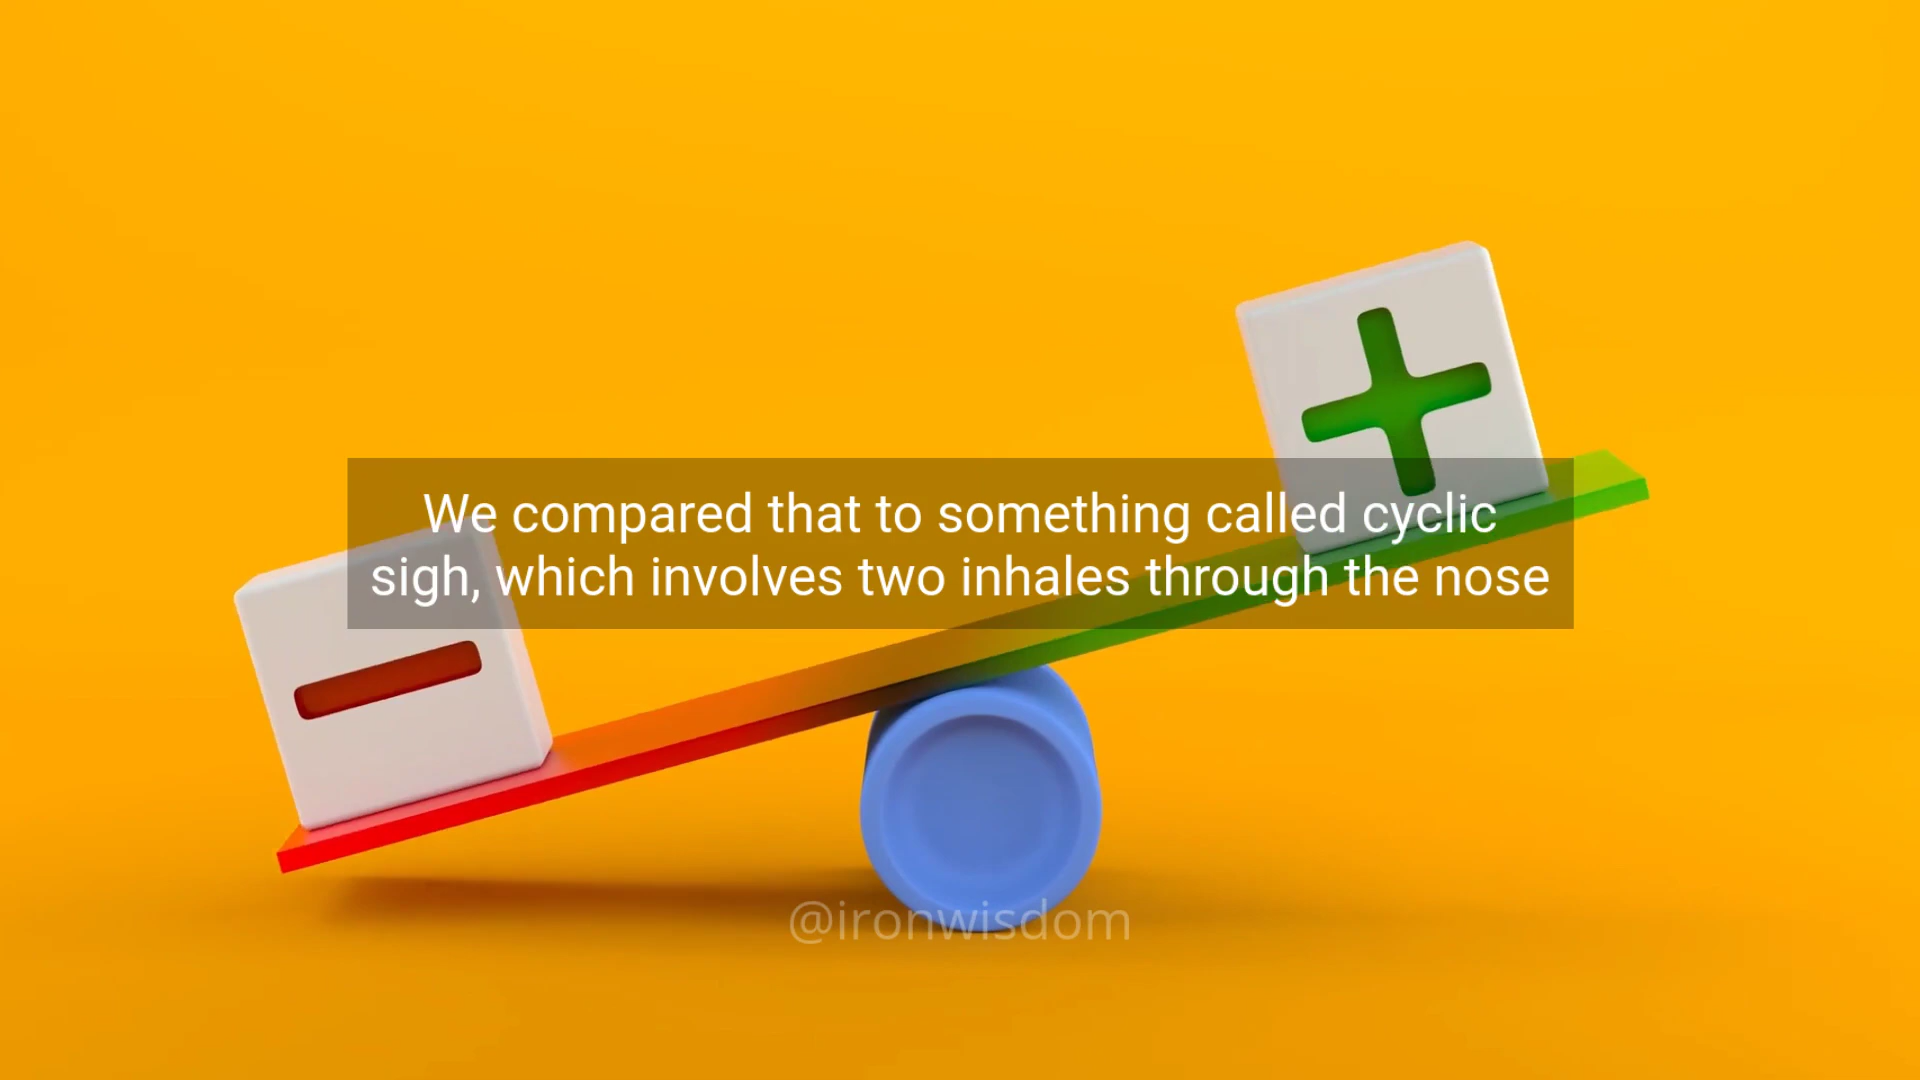 We compared that to something called cyclic
sigh, which involves two inhales through the nose
@ironwisdom